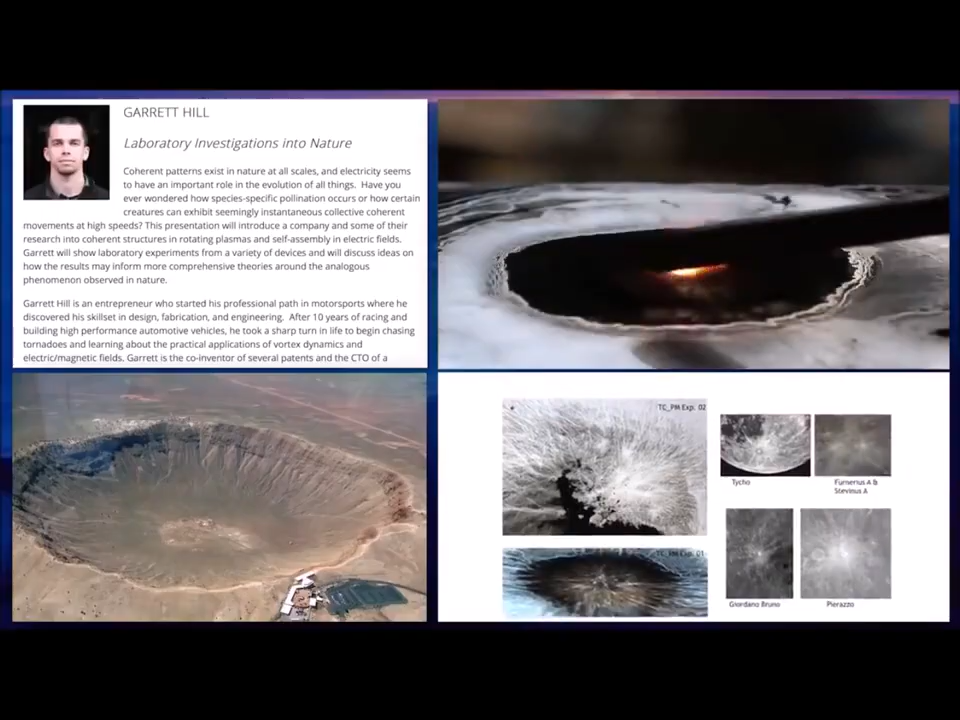 GARRETT HILL
Laboratory Investigations into Nature
Coherent patterns exist in nature at all scales, and electricity seems
to have an important role in the evolution of all things. Have you
ever wondered how species-specific pollination occurs or how certain
creatures can exhibit seemingly instantaneous collective coherent
movements at high speeds? This presentation will introduce a company and some of their
research into coherent structures in rotating plasmas and self-assembly in electric fields.
Garrett will show laboratory experiments from a variety of devices and will discuss ideas on
how the results may inform more comprehensive theories around the analogous
phenomenon observed in nature.
Garrett Hill is an entrepreneur who started his professional path in motorsports where he
discovered his skillset in design, fabrication, and engineering. After 10 years of racing and
building high performance automotive vehicles, he took a sharp turn in life to begin chasing
tornadoes and learning about the practical applications of vortex dynamics and
electric/magnetic fields. Garrett is the co-inventor of several patents and the CTO of a
TC_PM Exp. 02
Tycho
Furnerius A &
Stevinus A
TC_PM Exp. 01
Giordano Bruno
Pierazzo